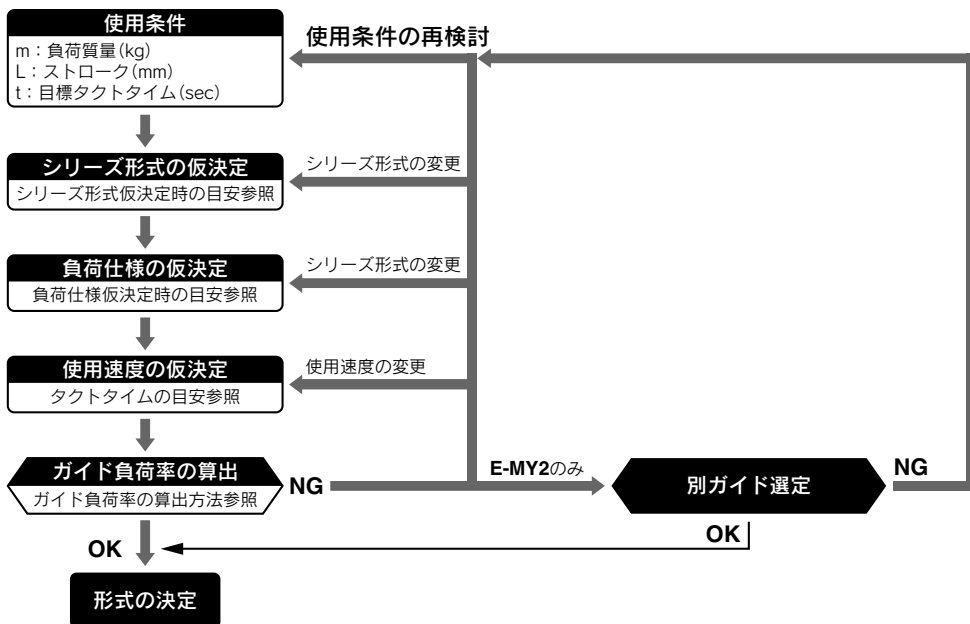 使用条件
m：負荷質量(kg)
L：ストローク(mm)
t：目標タクトタイム(sec)
使用条件の再検討
シリーズ形式の仮決定
シリーズ形式仮決定時の目安参照
シリーズ形式の変更
負荷仕様の仮決定
負荷仕様仮決定時の目安参照
シリーズ形式の変更
使用速度の仮決定
タクトタイムの目安参照
使用速度の変更
ガイド負荷率の算出
ガイド負荷率の算出方法参照
NG
E-MY2のみ
別ガイド選定
NG
OK
OK
形式の決定